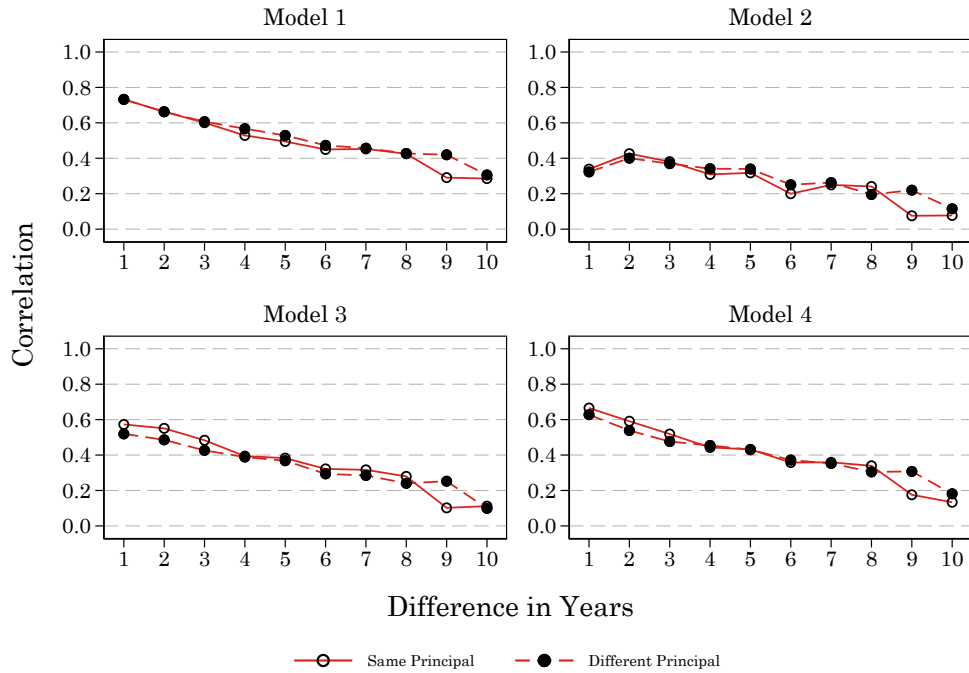 Model 1
Model 2
1.0
0.8
0.6
0.4
0.2
0.0
1 2 3 4 5 6 7 8 9 10
1.0
0.8
0.6
0.4
0.2
0.0
1 2 3 4 5 6 7 8 9 10
Correlation
Model 3
Model 4
1.0
0.8
0.6
0.4
0.2
0.0
1 2 3 4 5 6 7 8 9 10
1.0
0.8
0.6
0.4
0.2
0.0
1 2 3 4 5 6 7 8 9 10
Difference in Years
Same Principal
Different Principal